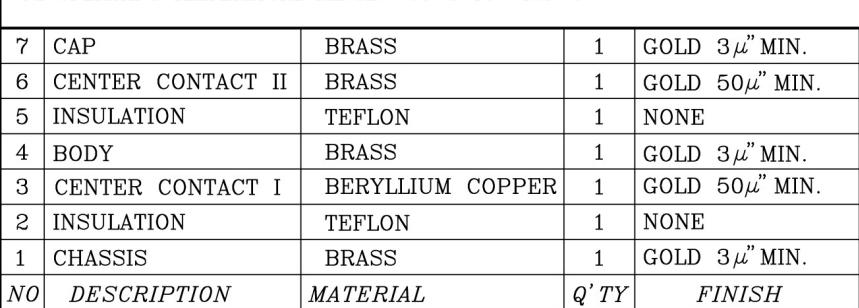 7 CAP BRASS 1 GOLD 3μ" MIN.
6 CENTER CONTACT II BRASS 1 GOLD 50μ" MIN.
5 INSULATION TEFLON 1 NONE
4 BODY BRASS 1 GOLD 3μ" MIN.
3 CENTER CONTACT I BERYLLIUM COPPER 1 GOLD 50μ" MIN.
2 INSULATION TEFLON 1 NONE
1 CHASSIS BRASS 1 GOLD 3μ" MIN.
NO DESCRIPTION MATERIAL Q'TY FINISH